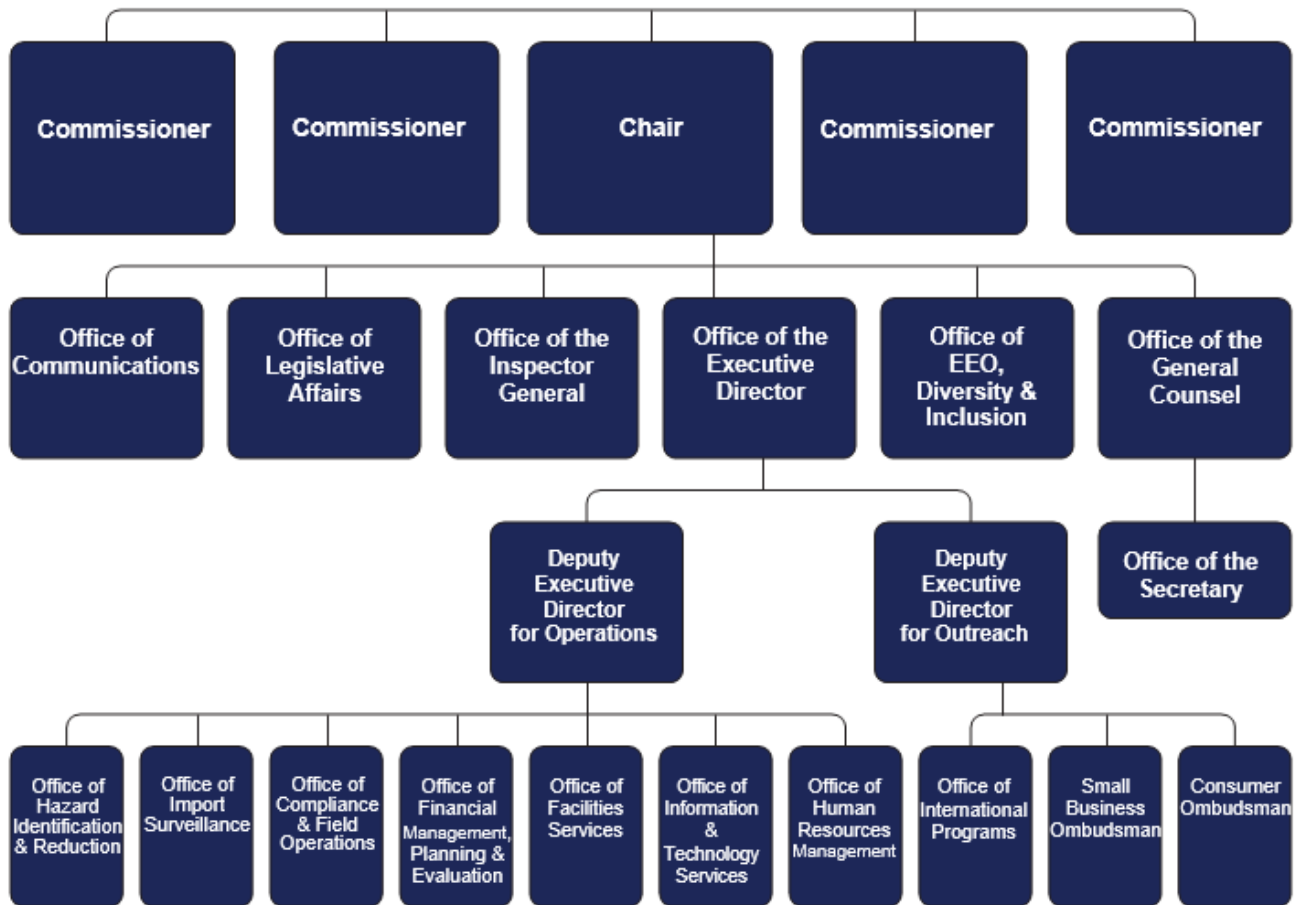 Commissioner
Commissioner
Chair
Commissioner
Commissioner
Office of
Communications
Office of
Legislative
Affairs
Office of the
Inspector
General
Office of the
Executive
Director
Office of
EEO,
Diversity &
Inclusion
Office of the
General
Counsel
Deputy
Executive
Director
for Operations
Deputy
Executive
Director
for Outreach
Office of the
Secretary
Office of
Hazard
Identification
& Reduction
Office of
Import
Surveillance
Office of
Compliance
& Field
Operations
Office of
Financial
Management,
Planning &
Evaluation
Office of
Facilities
Services
Office of
Information
&
Technology
Services
Office of
Human
Resources
Management
Office of
International
Programs
Small
Business
Ombudsman
Consumer
Ombudsman